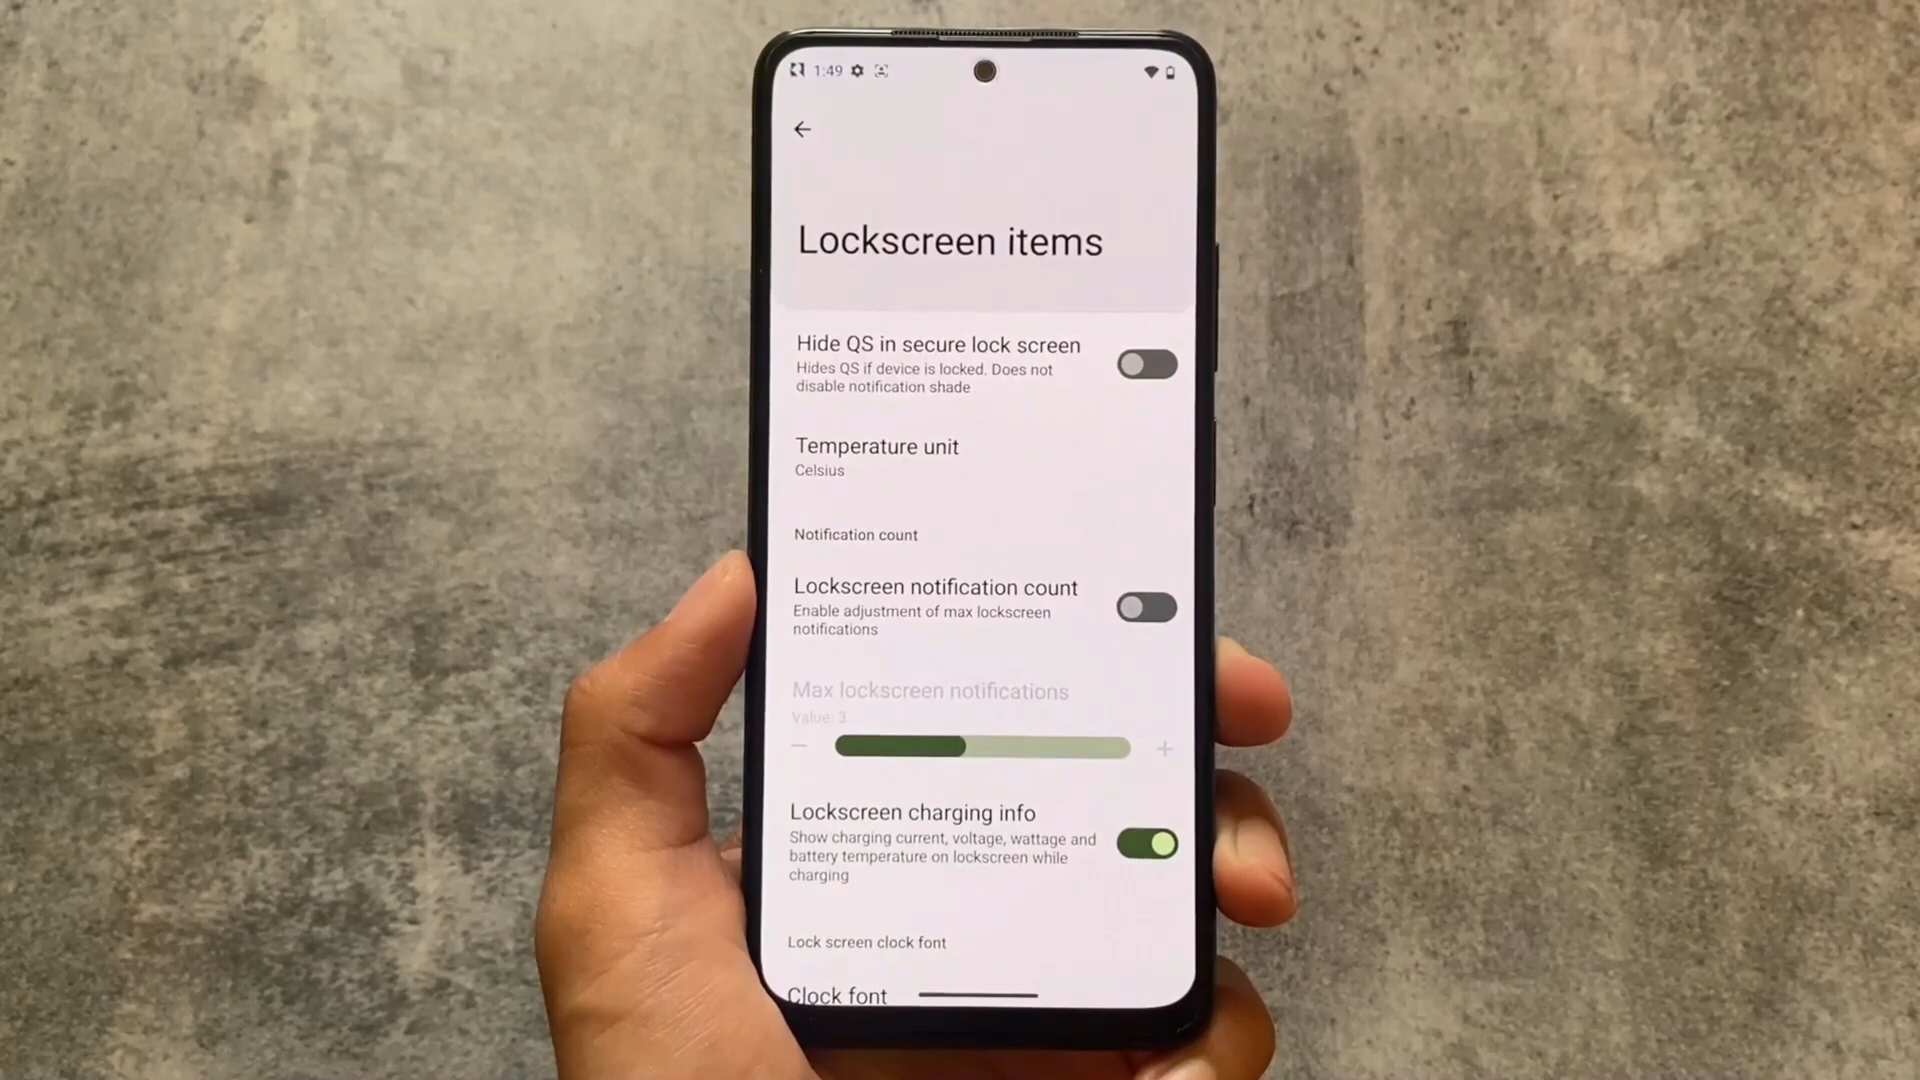 1:49
Lockscreen items
Hide QS in secure lock screen
Hides QS if device is locked. Does not
disable notification shade
Temperature unit
Celsius
Notification count
Lockscreen notification count
Enable adjustment of max lockscreen
notifications
Max lockscreen notifications
Value: 3
Lockscreen charging info
Show charging current, voltage, wattage and
battery temperature on lockscreen while
charging
Lock screen clock font
Clock font